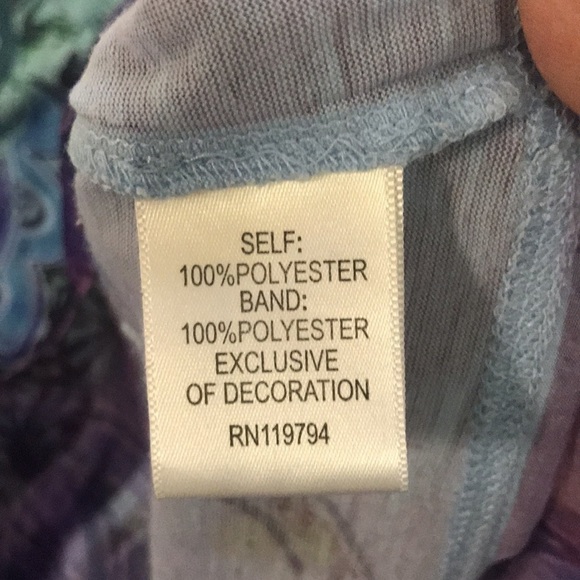 SELF:
100%POLYESTER
BAND:
100%POLYESTER
EXCLUSIVE
OF DECORATION
RN119794